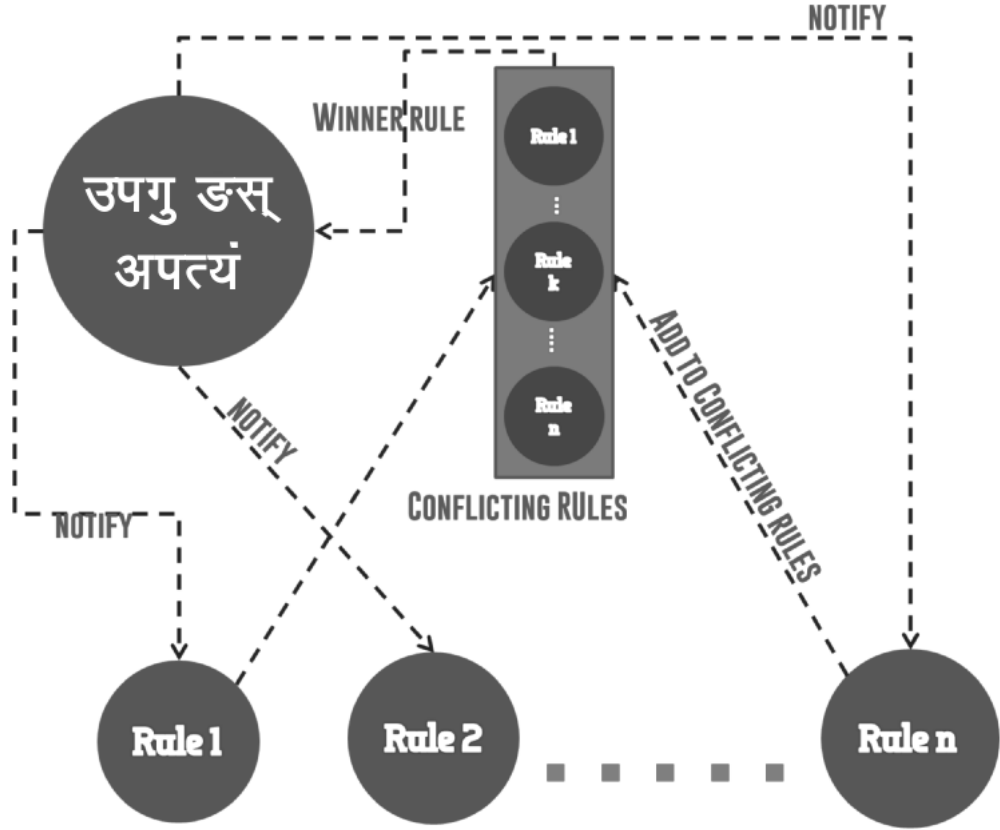 NOTIFY
WINNER RULE
Rule 1
उपगु ङस्
अपत्यं
Rule
k
Rule
n
ADD TO CONFLICTING RULES
NOTIFY
CONFLICTING RULES
NOTIFY
Rule 1
Rule 2
Rule n